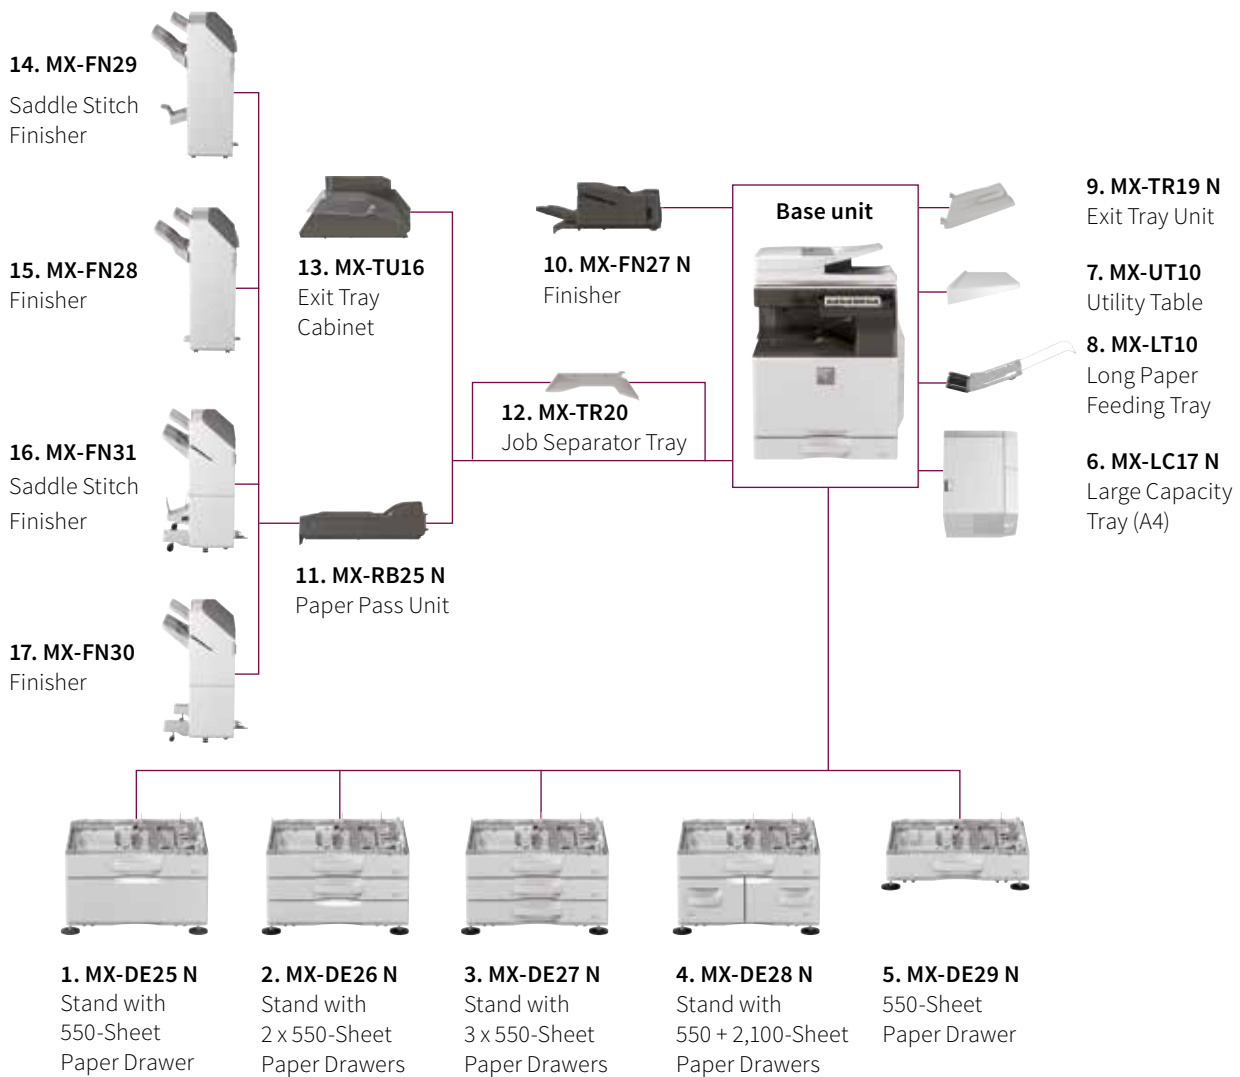 14. MX-FN29
Saddle Stitch
Finisher
15. MX-FN28
Finisher
16. MX-FN31
Saddle Stitch
Finisher
17. MX-FN30
Finisher
13. MX-TU16
Exit Tray
Cabinet
11. MX-RB25 N
Paper Pass Unit
10. MX-FN27 N
Finisher
12. MX-TR20
Job Separator Tray
Base unit
9. MX-TR19 N
Exit Tray Unit
7. MX-UT10
Utility Table
8. MX-LT10
Long Paper
Feeding Tray
6. MX-LC17 N
Large Capacity
Tray (A4)
1. MX-DE25 N
Stand with
550-Sheet
Paper Drawer
2. MX-DE26 N
Stand with
2 x 550-Sheet
Paper Drawers
3. MX-DE27 N
Stand with
3 x 550-Sheet
Paper Drawers
4. MX-DE28 N
Stand with
550 + 2,100-Sheet
Paper Drawers
5. MX-DE29 N
550-Sheet
Paper Drawer